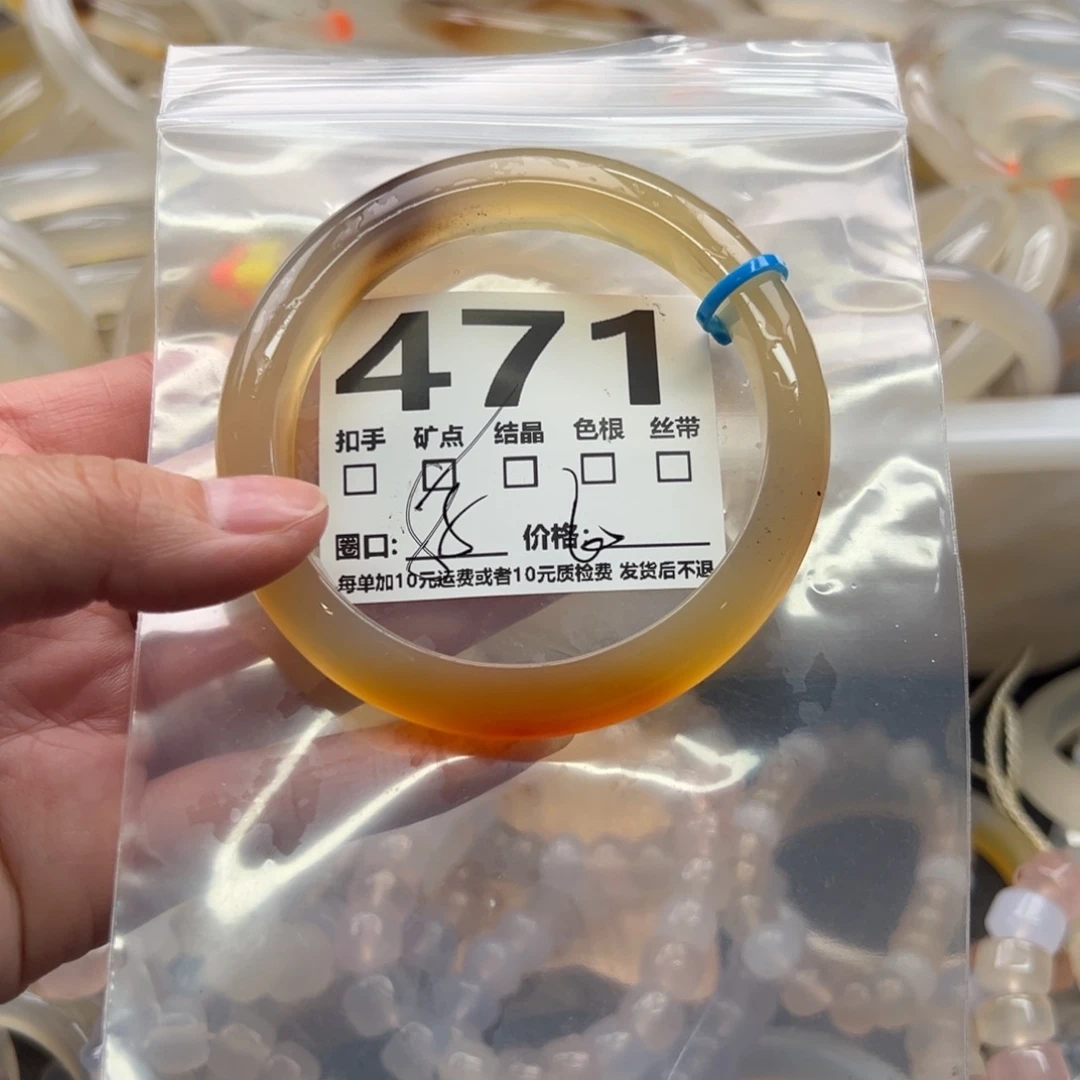 471
扣手 矿点 结晶 色根 丝带
圈口: 价格:
每单加10元运费或者10元质检费 发货后不退